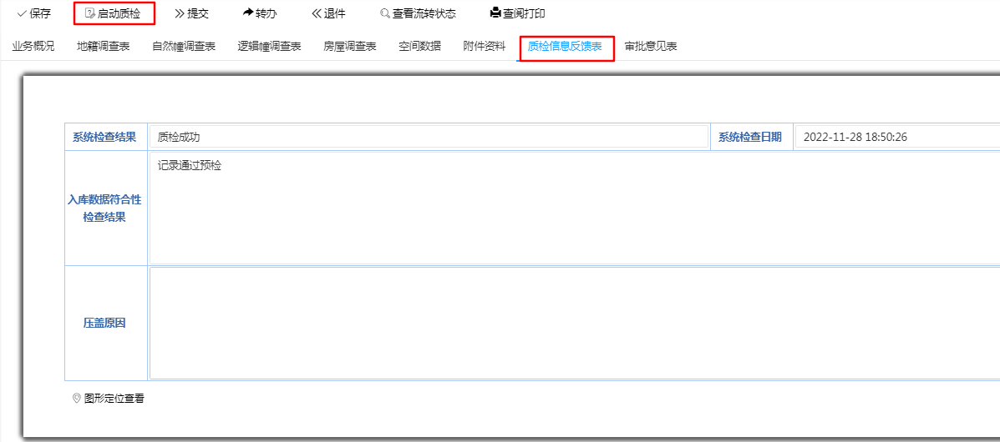 保存 启动质检 提交 转办 退件 查看流转状态 查阅打印
业务概况 地籍调查表 自然幢调查表 逻辑幢调查表 房屋调查表 空间数据 附件资料 质检信息反馈表 审批意见表
系统检查结果 质检成功 系统检查日期 2022-11-28 18:50:26
记录通过预检
入库数据符合性
检查结果
压盖原因
图形定位查看